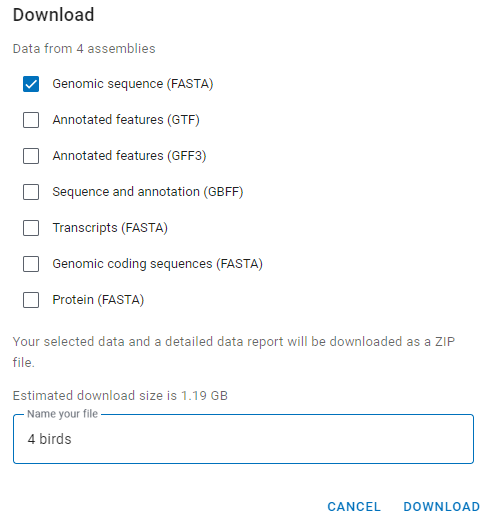 Download
Data from 4 assemblies
Genomic sequence (FASTA)
Annotated features (GTF)
Annotated features (GFF3)
Sequence and annotation (GBFF)
Transcripts (FASTA)
Genomic coding sequences (FASTA)
Protein (FASTA)
Your selected data and a detailed data report will be downloaded as a ZIP
file.
Estimated download size is 1.19 GB
Name your file
4 birds
CANCEL DOWNLOAD